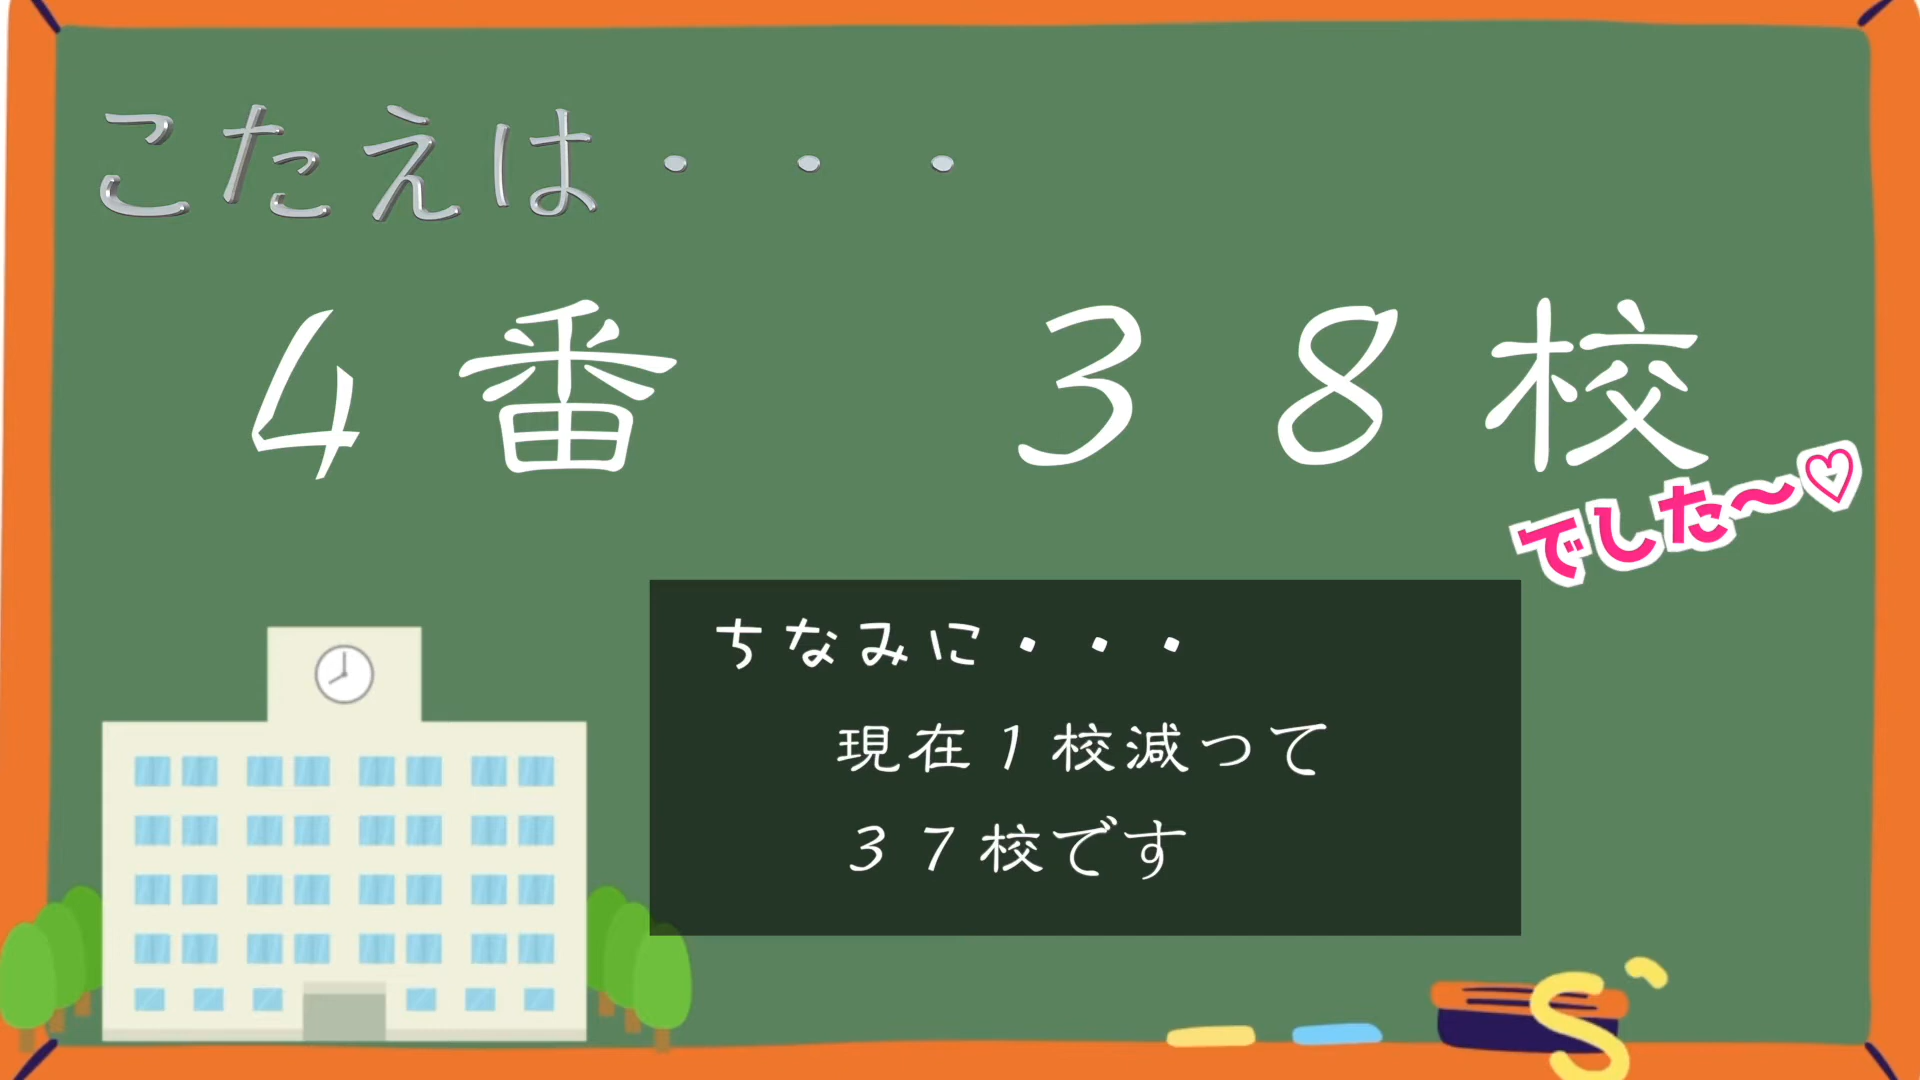 こたえは・・・
４番　３８校
でした～♡
ちなみに・・・
現在１校減って
３７校です
S